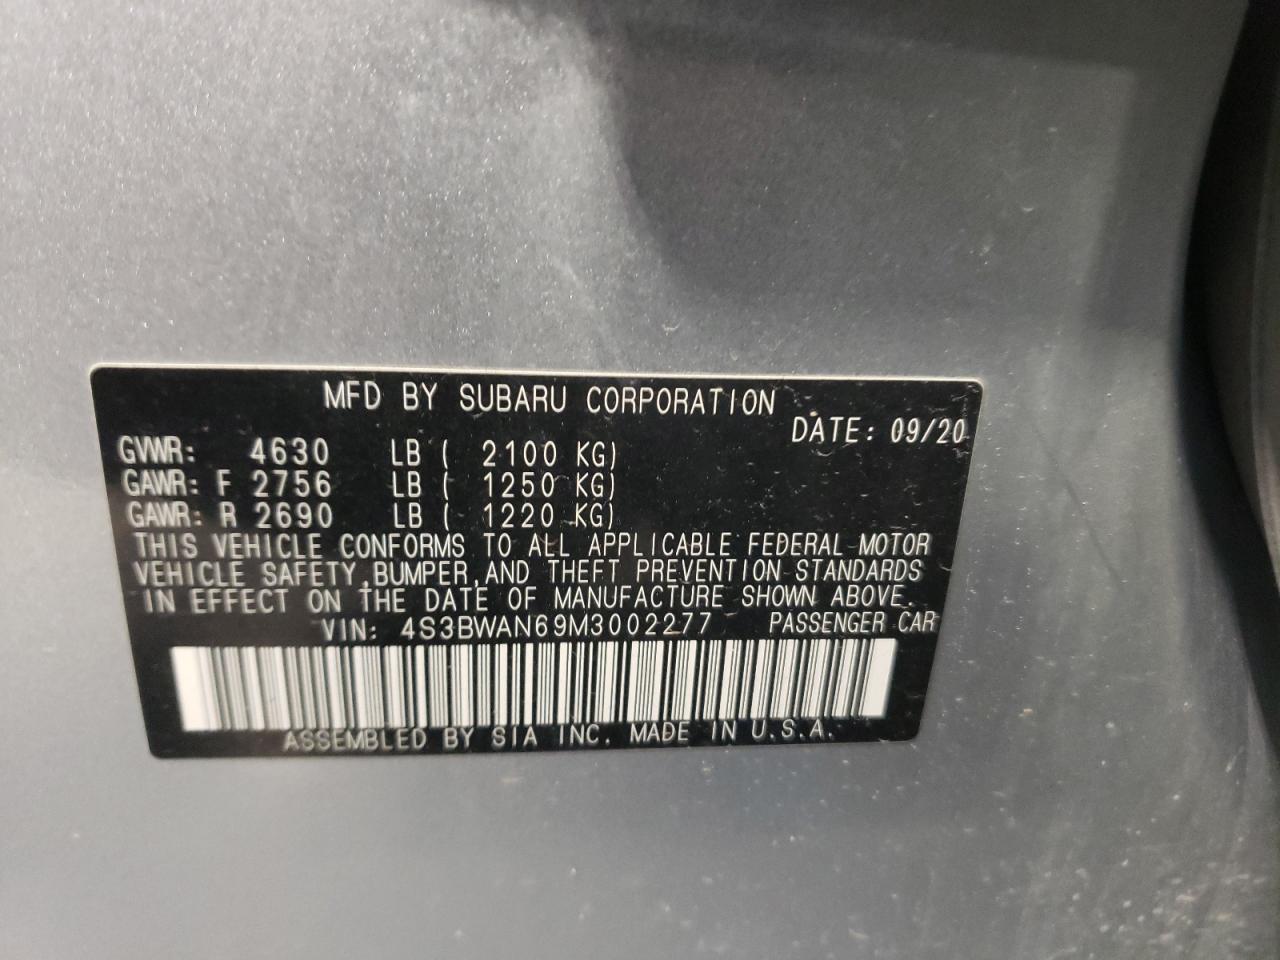 MFD BY SUBARU CORPORATION
DATE: 09/20
GVWR: 4630 LB ( 2100 KG)
GAWR: F 2756 LB ( 1250 KG)
GAWR: R 2690 LB ( 1220 KG)
THIS VEHICLE CONFORMS TO ALL APPLICABLE FEDERAL MOTOR
VEHICLE SAFETY,BUMPER,AND THEFT PREVENTION STANDARDS
IN EFFECT ON THE DATE OF MANUFACTURE SHOWN ABOVE.
VIN: 4S3BWAN69M3002277 PASSENGER CAR
ASSEMBLED BY SIA INC. MADE IN U.S.A.